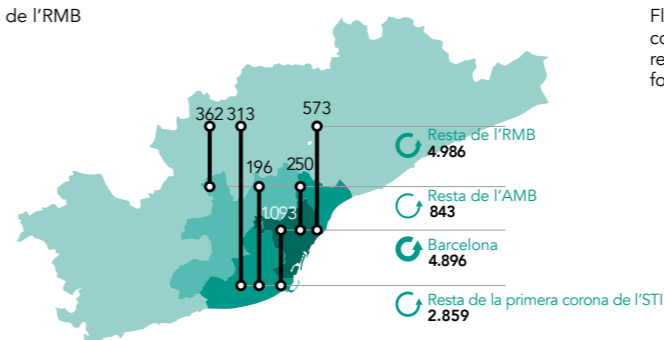 de l'RMB
Fl
co
re
fo
362 313
573
196
250
1.093
Resta de l'RMB
4.986
Resta de l'AMB
843
Barcelona
4.896
Resta de la primera corona de l'STI
2.859